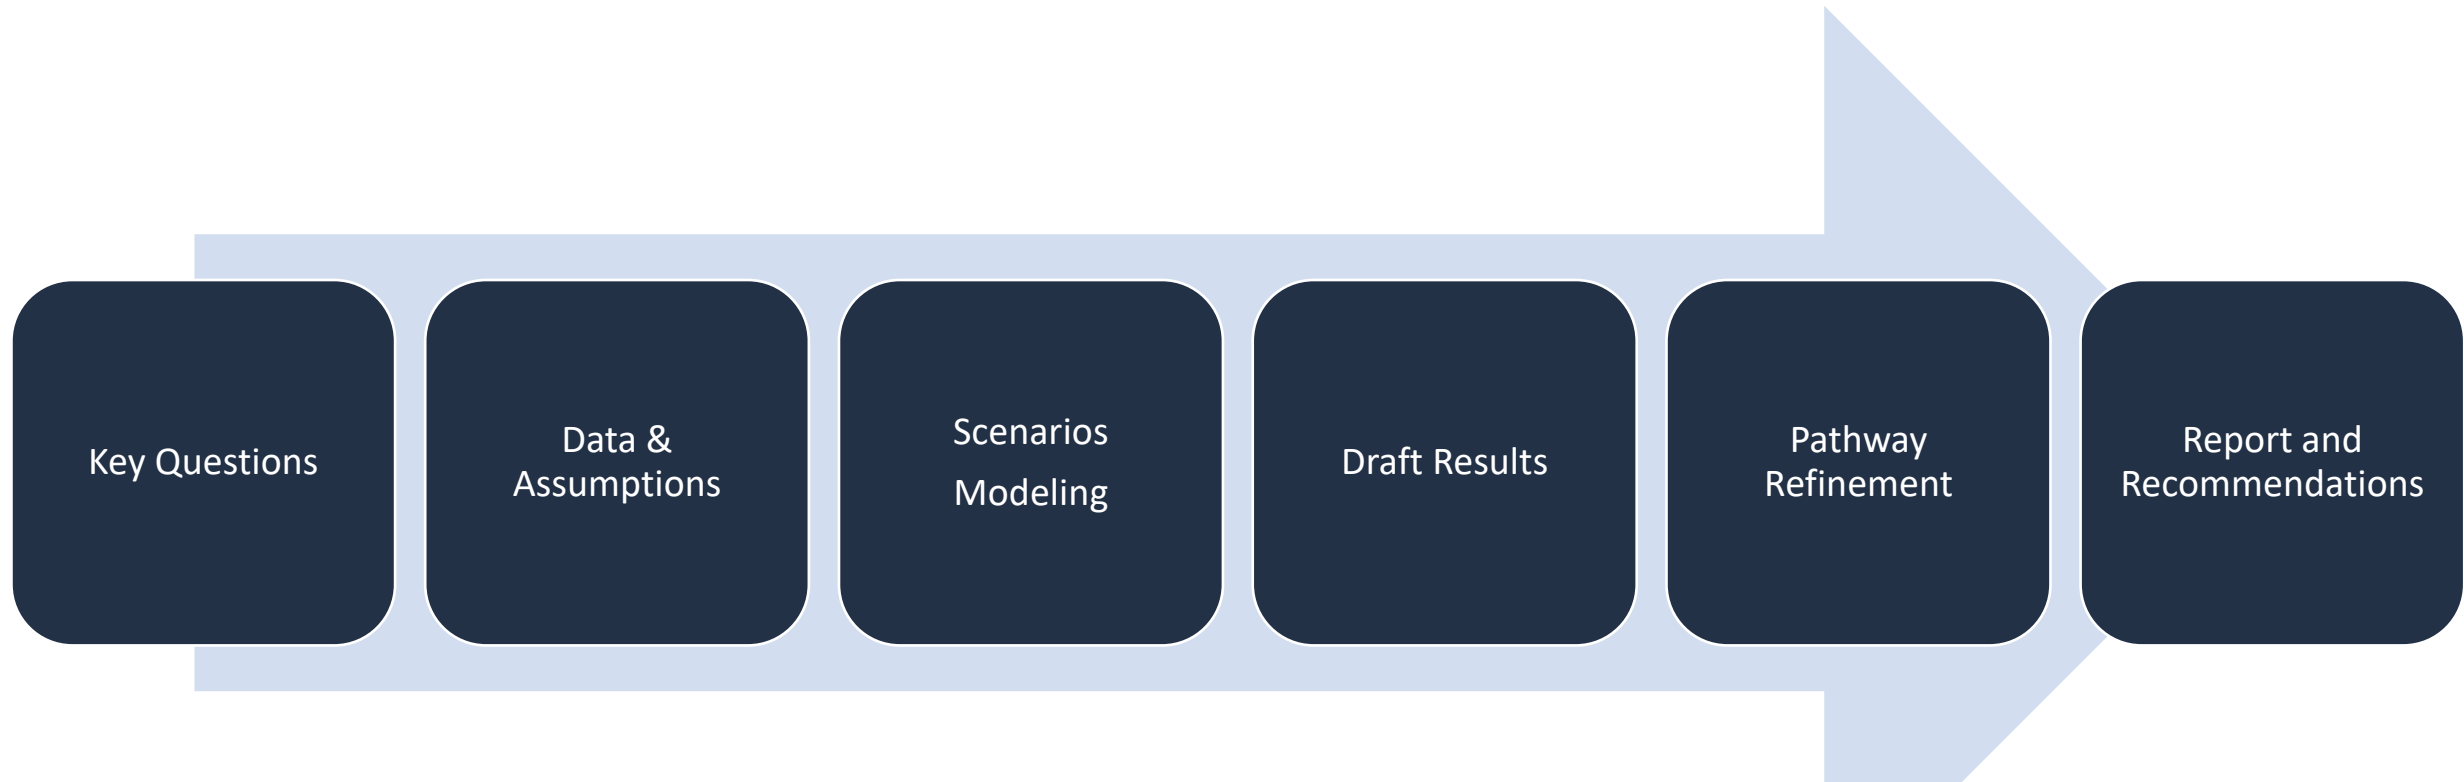 Key Questions
Data &
Assumptions
Scenarios
Modeling
Draft Results
Pathway
Refinement
Report and
Recommendations